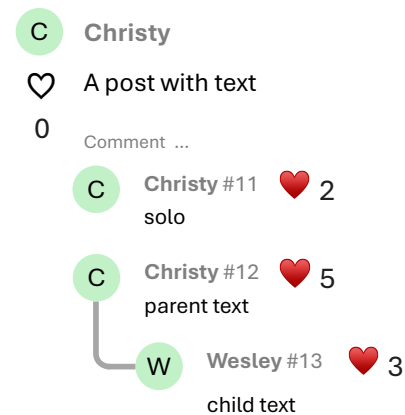 C Christy
A post with text
0
Comment ...
C Christy #11 2
solo
C Christy #12 5
parent text
W Wesley #13 3
child text